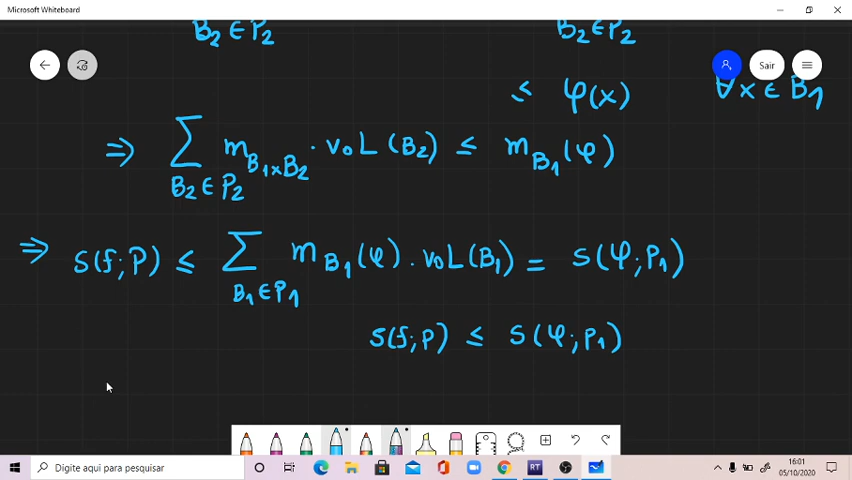 Microsoft Whiteboard
B₂ ∈ P₂ B₂ ∈ P₂
Sair
≤ φ(x) ∀x ∈ B₁
⇒ ∑ m_{B₁×B₂} · voL(B₂) ≤ m_{B₁}(φ)
B₂ ∈ P₂
⇒ s(f;P) ≤ ∑ m_{B₁}(φ) · voL(B₁) = s(φ;P₁)
B₁ ∈ P₁
s(f;P) ≤ s(φ;P₁)
Digite aqui para pesquisar
RT
16:01
05/10/2020